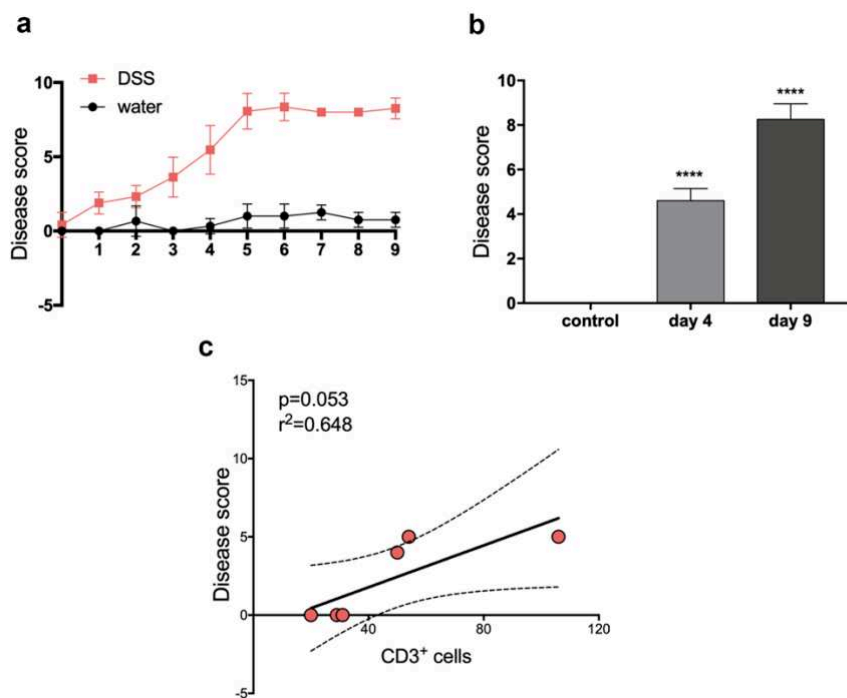 a
DSS
water
10
5
0
-5
Disease score
1 2 3 4 5 6 7 8 9
b
10
8
6
4
2
0
Disease score
**** ****
control day 4 day 9
c
15
10
5
0
-5
Disease score
p=0.053
r²=0.648
40 80 120
CD3⁺ cells